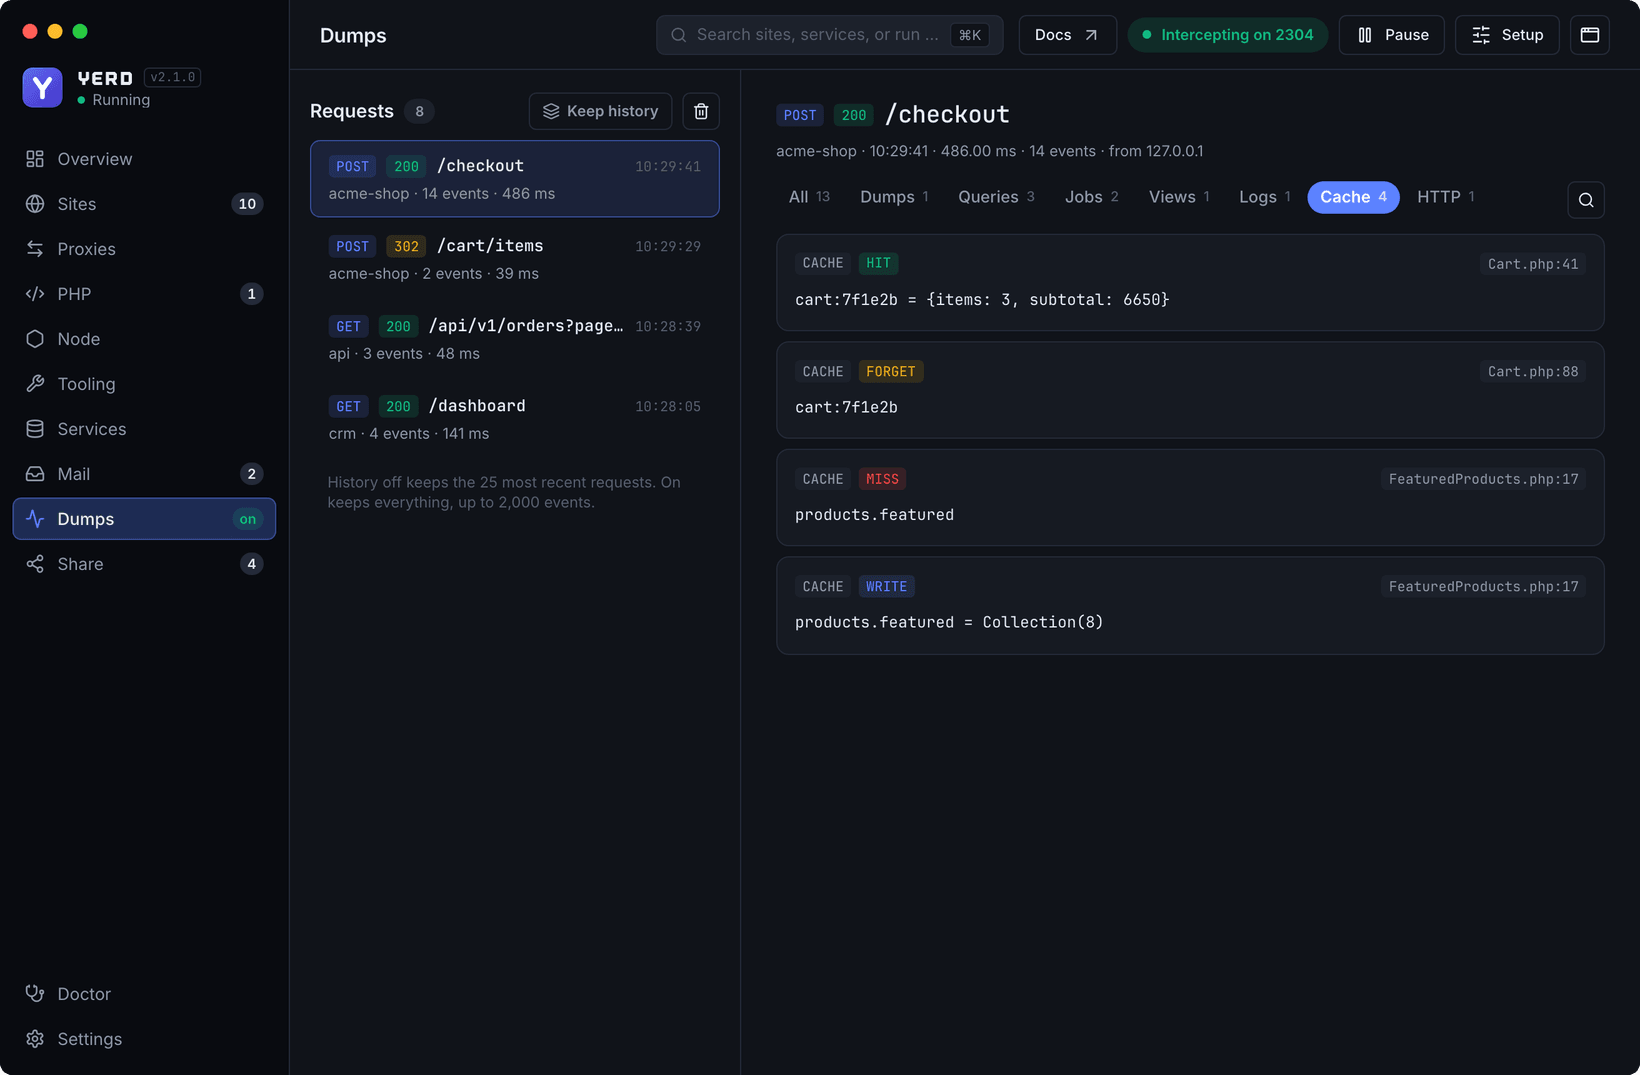 YERD v2.1.0
Running
Overview
Sites 10
Proxies
PHP 1
Node
Tooling
Services
Mail 2
Dumps on
Share 4
Doctor
Settings
Dumps
Search sites, services, or run ... ⌘K
Docs
Intercepting on 2304
Pause
Setup
Requests 8
Keep history
POST 200 /checkout 10:29:41
acme-shop · 14 events · 486 ms
POST 302 /cart/items 10:29:29
acme-shop · 2 events · 39 ms
GET 200 /api/v1/orders?page… 10:28:39
api · 3 events · 48 ms
GET 200 /dashboard 10:28:05
crm · 4 events · 141 ms
History off keeps the 25 most recent requests. On
keeps everything, up to 2,000 events.
POST 200 /checkout
acme-shop · 10:29:41 · 486.00 ms · 14 events · from 127.0.0.1
All 13 Dumps 1 Queries 3 Jobs 2 Views 1 Logs 1 Cache 4 HTTP 1
CACHE HIT Cart.php:41
cart:7f1e2b = {items: 3, subtotal: 6650}
CACHE FORGET Cart.php:88
cart:7f1e2b
CACHE MISS FeaturedProducts.php:17
products.featured
CACHE WRITE FeaturedProducts.php:17
products.featured = Collection(8)